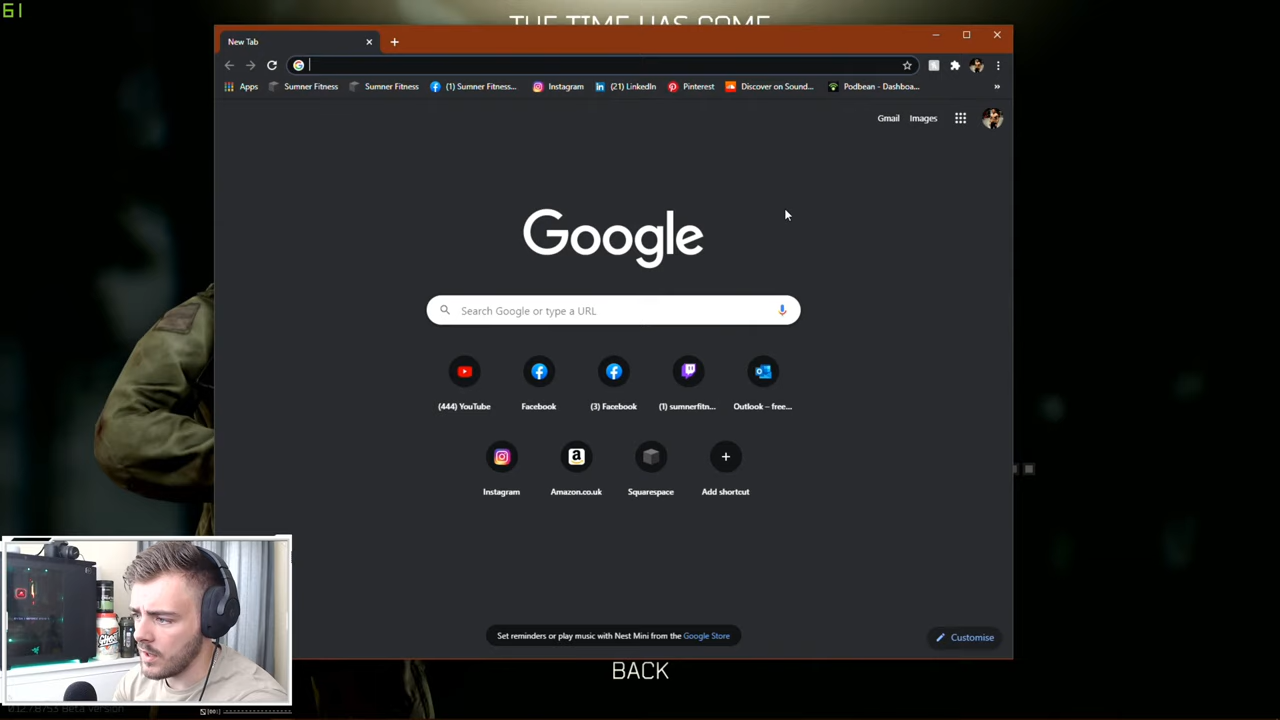 61
THE TIME HAS COME
New Tab
Apps
Sumner Fitness
Sumner Fitness
(1) Sumner Fitness...
Instagram
(21) LinkedIn
Pinterest
Discover on Sound...
Podbean - Dashboa...
»
Gmail
Images
Google
Search Google or type a URL
(444) YouTube
Facebook
(3) Facebook
(1) sumnerfitn...
Outlook – free...
Instagram
Amazon.co.uk
Squarespace
Add shortcut
Set reminders or play music with Nest Mini from the Google Store
Customise
BACK
Beta version